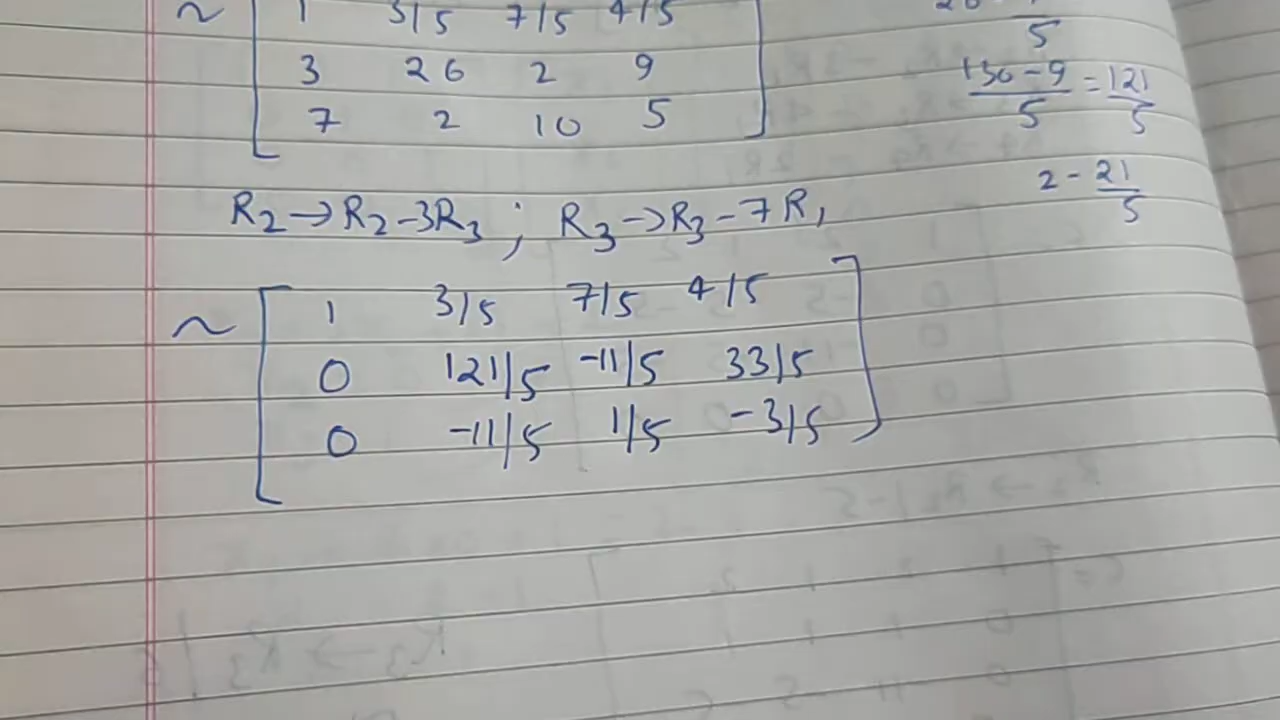 ~ 1 3/5 7/5 4/5
3 26 2 9
7 2 10 5
5
130-9/5 = 121/5
2 - 21/5
R2→R2-3R3 ; R3→R3-7R1
~ 1 3/5 7/5 4/5
0 121/5 -11/5 33/5
0 -11/5 1/5 -3/5